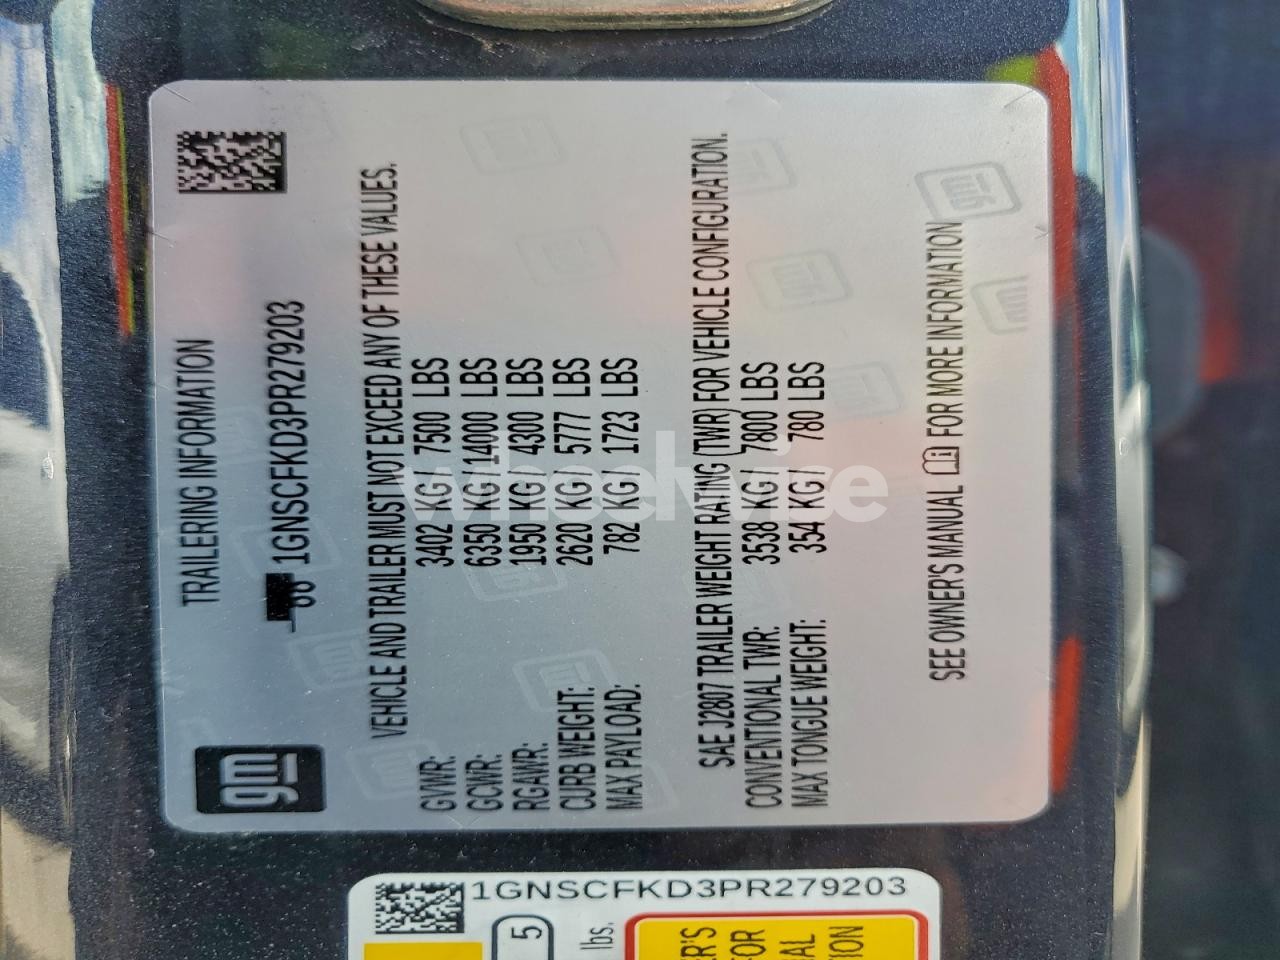 gm
TRAILERING INFORMATION
1GNSCFKD3PR279203
VEHICLE AND TRAILER MUST NOT EXCEED ANY OF THESE VALUES.
GVWR: 3402 KG / 7500 LBS
GCWR: 6350 KG / 14000 LBS
RGAWR: 1950 KG / 4300 LBS
CURB WEIGHT: 2620 KG / 5777 LBS
MAX PAYLOAD: 782 KG / 1723 LBS
SAE J2807 TRAILER WEIGHT RATING (TWR) FOR VEHICLE CONFIGURATION.
CONVENTIONAL TWR: 3538 KG / 7800 LBS
MAX TONGUE WEIGHT: 354 KG / 780 LBS
SEE OWNER'S MANUAL FOR MORE INFORMATION
wheelwise
1GNSCFKD3PR279203
5
lbs.